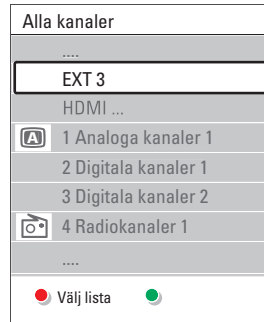 Alla kanaler
....
EXT 3
HDMI ...
A 1 Analoga kanaler 1
2 Digitala kanaler 1
3 Digitala kanaler 2
4 Radiokanaler 1
....
Välj lista